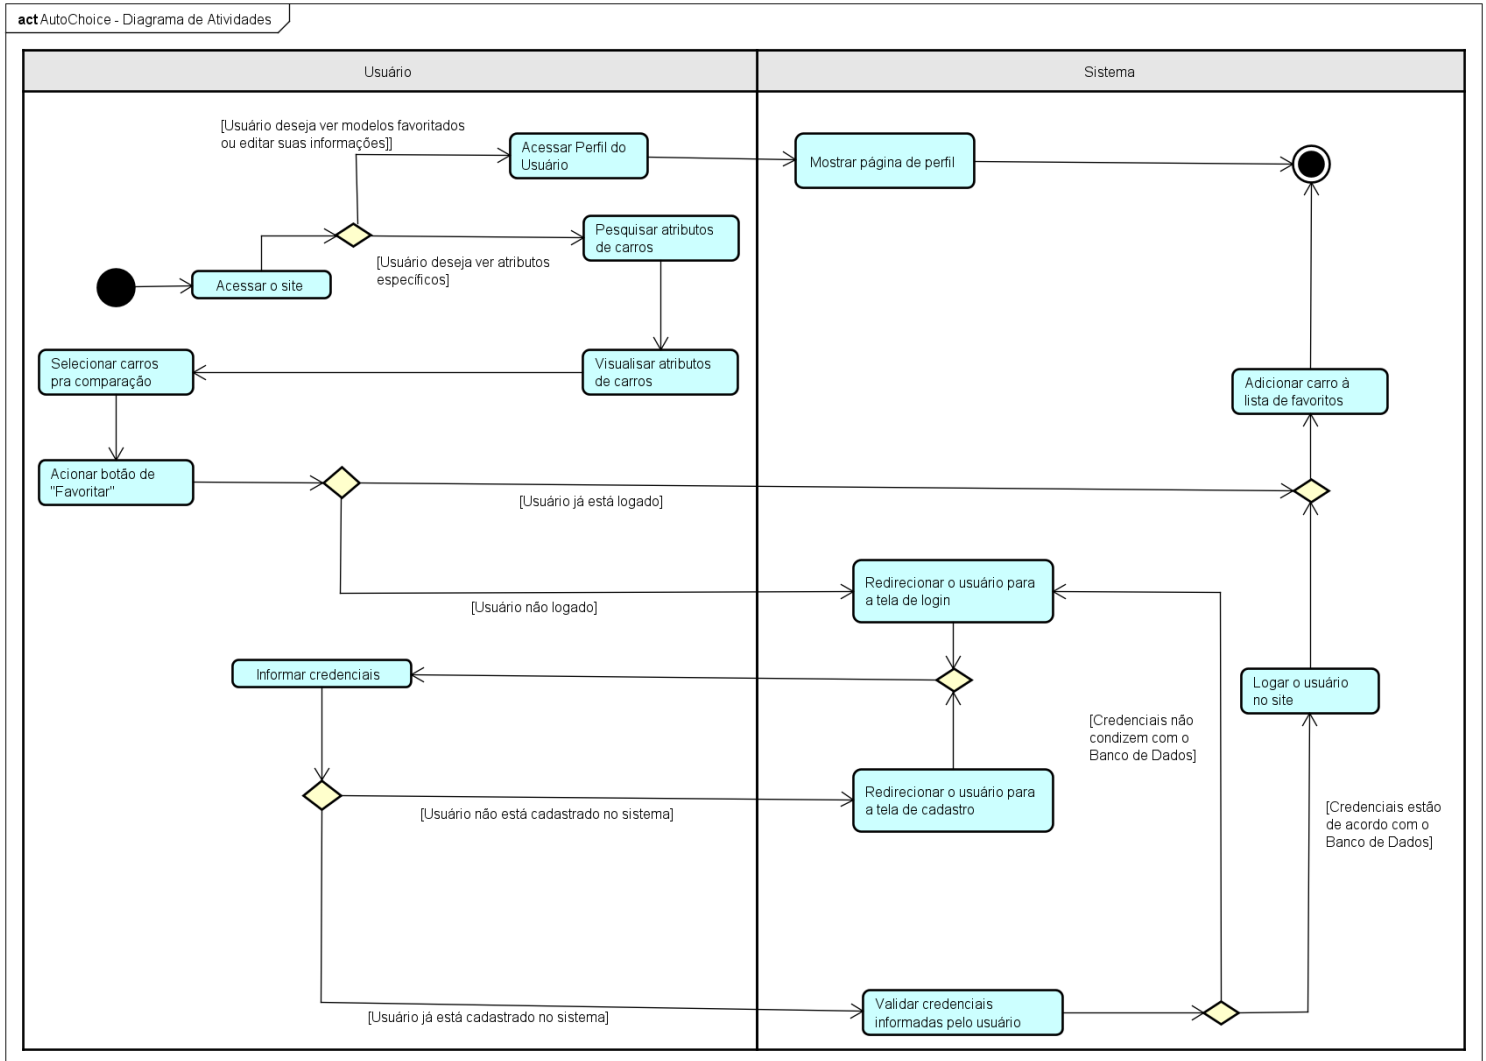 act AutoChoice - Diagrama de Atividades
Usuário
Sistema
[Usuário deseja ver modelos favoritados
ou editar suas informações]]
Acessar Perfil do
Usuário
Mostrar página de perfil
Pesquisar atributos
de carros
[Usuário deseja ver atributos
específicos]
Acessar o site
Selecionar carros
pra comparação
Visualisar atributos
de carros
Adicionar carro à
lista de favoritos
Acionar botão de
"Favoritar"
[Usuário já está logado]
Redirecionar o usuário para
a tela de login
[Usuário não logado]
Informar credenciais
Logar o usuário
no site
[Credenciais não
condizem com o
Banco de Dados]
Redirecionar o usuário para
a tela de cadastro
[Usuário não está cadastrado no sistema]
[Credenciais estão
de acordo com o
Banco de Dados]
Validar credenciais
informadas pelo usuário
[Usuário já está cadastrado no sistema]